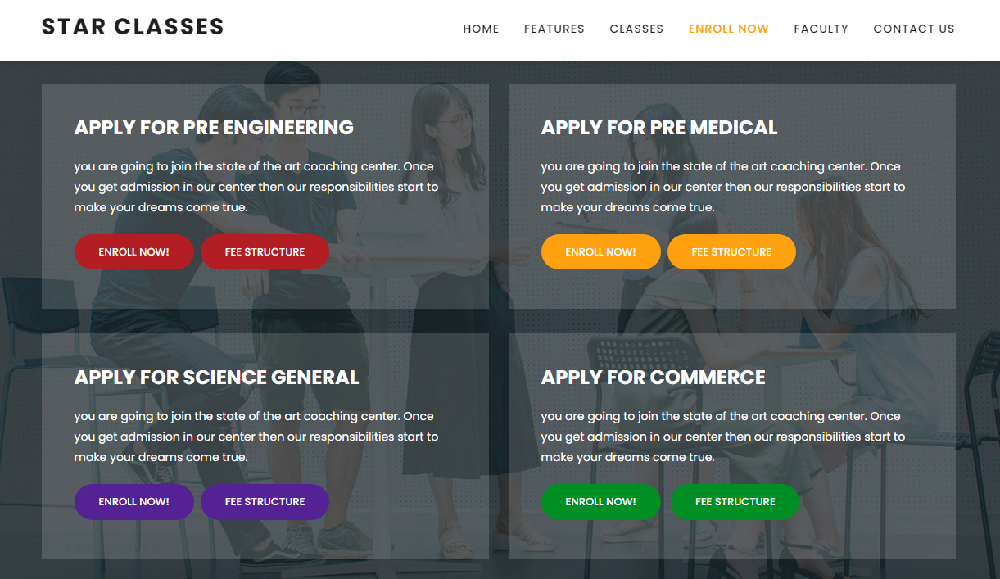 STAR CLASSES
HOME FEATURES CLASSES ENROLL NOW FACULTY CONTACT US
APPLY FOR PRE ENGINEERING
you are going to join the state of the art coaching center. Once
you get admission in our center then our responsibilities start to
make your dreams come true.
ENROLL NOW! FEE STRUCTURE
APPLY FOR PRE MEDICAL
you are going to join the state of the art coaching center. Once
you get admission in our center then our responsibilities start to
make your dreams come true.
ENROLL NOW! FEE STRUCTURE
APPLY FOR SCIENCE GENERAL
you are going to join the state of the art coaching center. Once
you get admission in our center then our responsibilities start to
make your dreams come true.
ENROLL NOW! FEE STRUCTURE
APPLY FOR COMMERCE
you are going to join the state of the art coaching center. Once
you get admission in our center then our responsibilities start to
make your dreams come true.
ENROLL NOW! FEE STRUCTURE